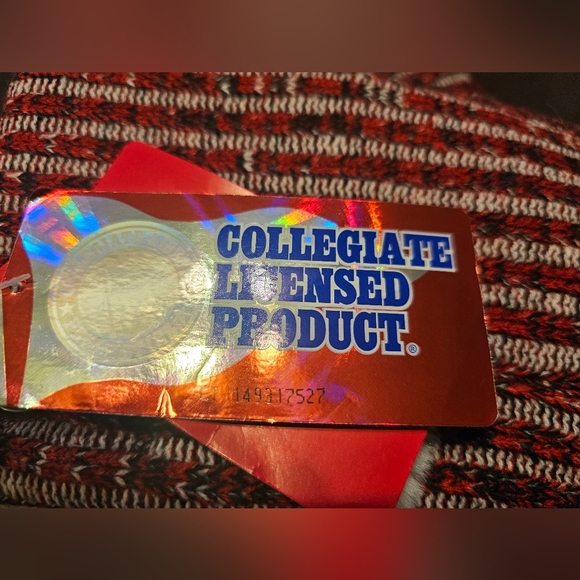 COLLEGIATE
LICENSED
PRODUCT®
149317527